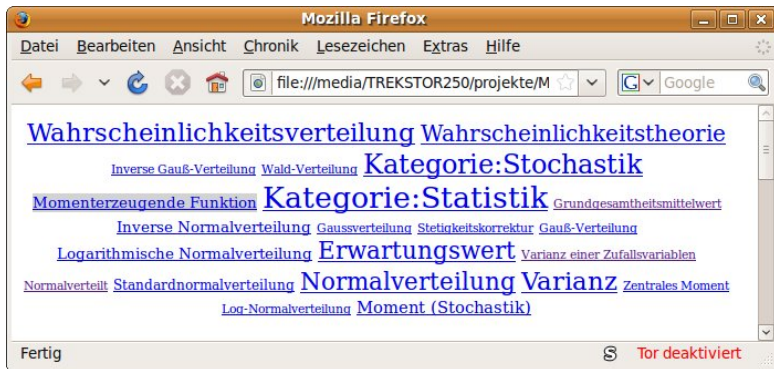 Mozilla Firefox
Datei Bearbeiten Ansicht Chronik Lesezeichen Extras Hilfe
file:///media/TREKSTOR250/projekte/M G Google
Wahrscheinlichkeitsverteilung Wahrscheinlichkeitstheorie
Inverse Gauß-Verteilung Wald-Verteilung Kategorie:Stochastik
Momenterzeugende Funktion Kategorie:Statistik Grundgesamtheitsmittelwert
Inverse Normalverteilung Gaussverteilung Stetigkeitskorrektur Gauß-Verteilung
Logarithmische Normalverteilung Erwartungswert Varianz einer Zufallsvariablen
Normalverteilt Standardnormalverteilung Normalverteilung Varianz Zentrales Moment
Log-Normalverteilung Moment (Stochastik)
Fertig S Tor deaktiviert